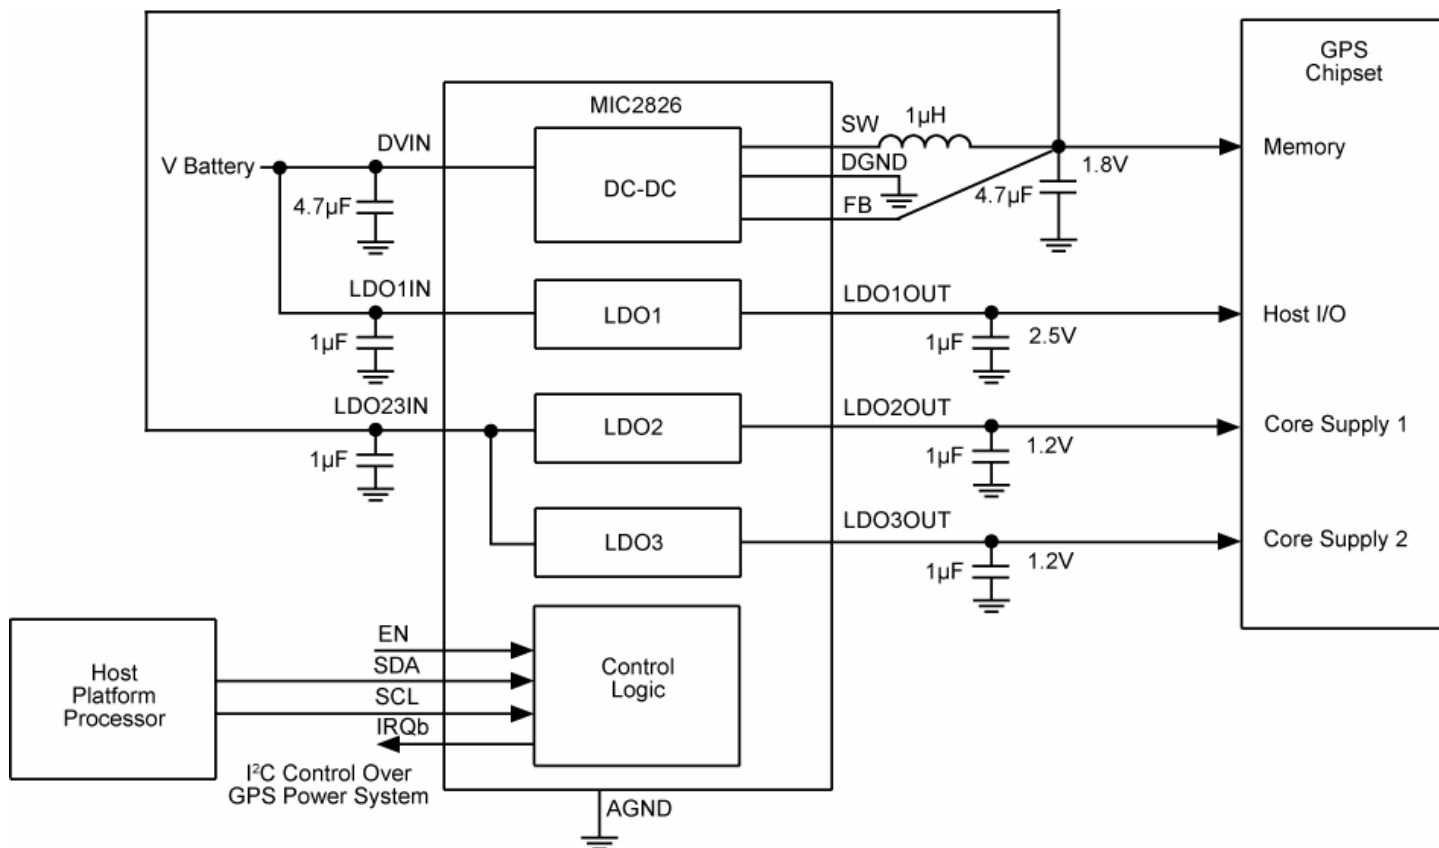 GPS
Chipset
MIC2826
SW
1µH
DVIN
V Battery
DC-DC
DGND
Memory
1.8V
4.7µF
4.7µF
FB
LDO1IN
LDO1
LDO1OUT
Host I/O
1µF
1µF
2.5V
LDO23IN
LDO2
LDO2OUT
Core Supply 1
1µF
1µF
1.2V
LDO3
LDO3OUT
Core Supply 2
1µF
1.2V
Host
Platform
Processor
EN
SDA
SCL
IRQb
Control
Logic
I²C Control Over
GPS Power System
AGND